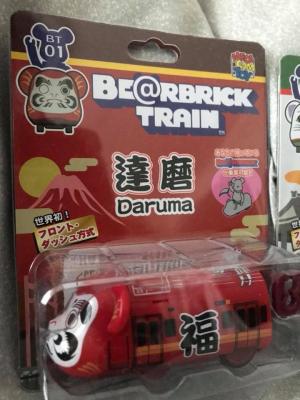 BT
01
BE@RBRICK
TRAIN
達磨
Daruma
世界初！
フロント・
ダッシュ方式
福